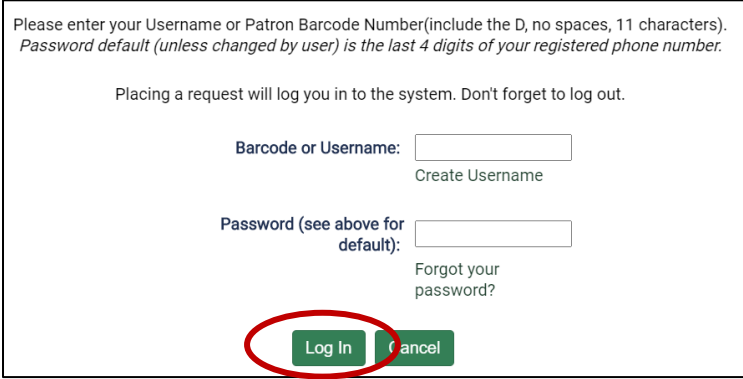 Please enter your Username or Patron Barcode Number(include the D, no spaces, 11 characters).
Password default (unless changed by user) is the last 4 digits of your registered phone number.
Placing a request will log you in to the system. Don't forget to log out.
Barcode or Username:
Create Username
Password (see above for
default):
Forgot your
password?
Log In Cancel